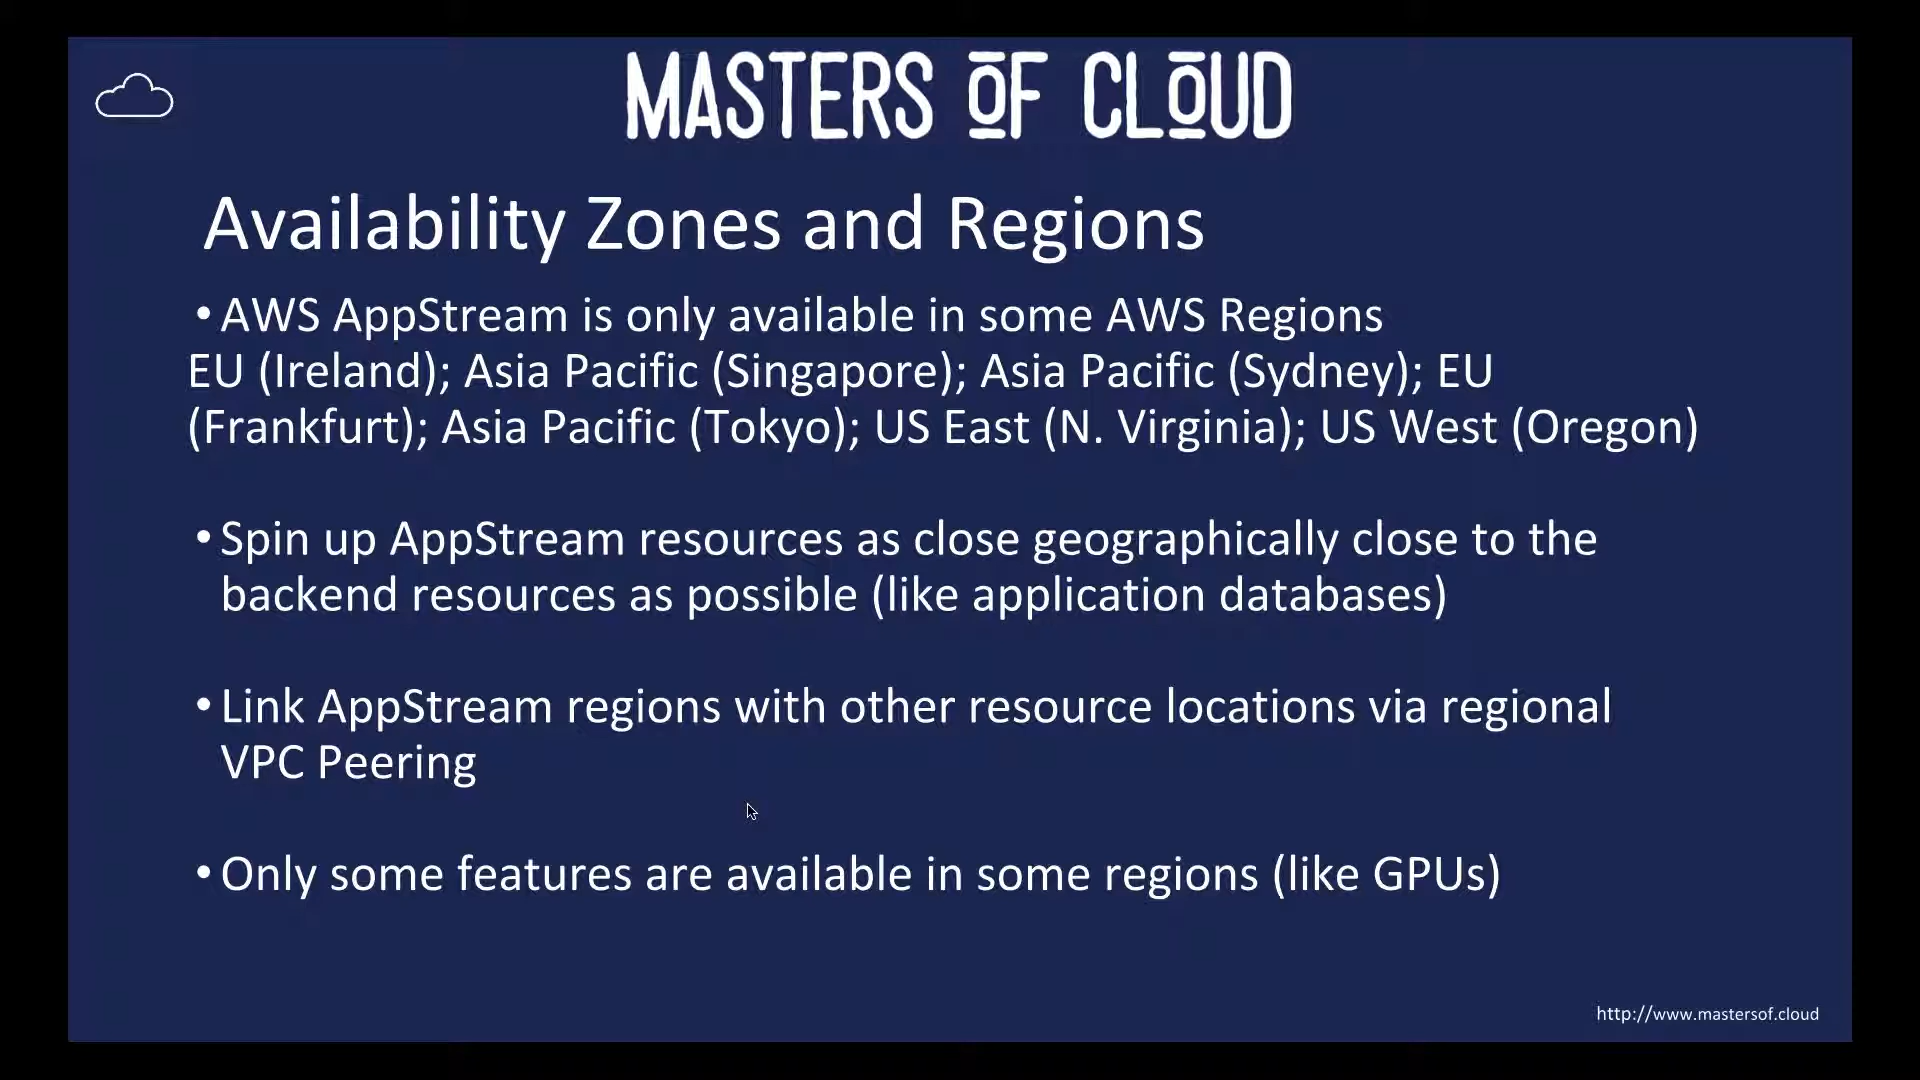 MASTERS OF CLOUD
Availability Zones and Regions
•AWS AppStream is only available in some AWS Regions
EU (Ireland); Asia Pacific (Singapore); Asia Pacific (Sydney); EU
(Frankfurt); Asia Pacific (Tokyo); US East (N. Virginia); US West (Oregon)
•Spin up AppStream resources as close geographically close to the
backend resources as possible (like application databases)
•Link AppStream regions with other resource locations via regional
VPC Peering
•Only some features are available in some regions (like GPUs)
http://www.mastersof.cloud